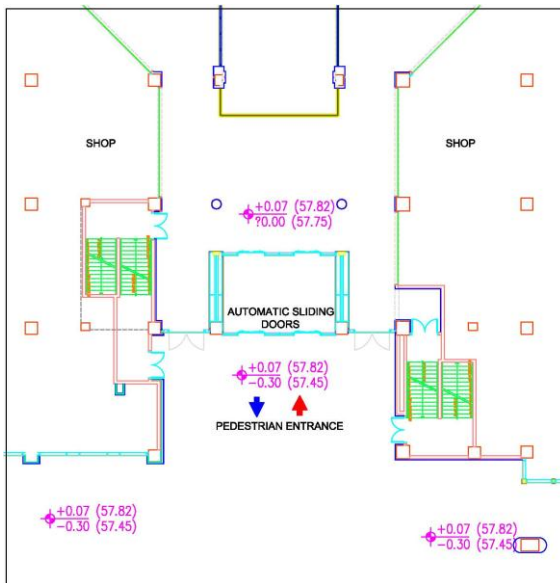 SHOP
SHOP
+0.07 (57.82)
?0.00 (57.75)
AUTOMATIC SLIDING
DOORS
+0.07 (57.82)
-0.30 (57.45)
PEDESTRIAN ENTRANCE
+0.07 (57.82)
-0.30 (57.45)
+0.07 (57.82)
-0.30 (57.45)